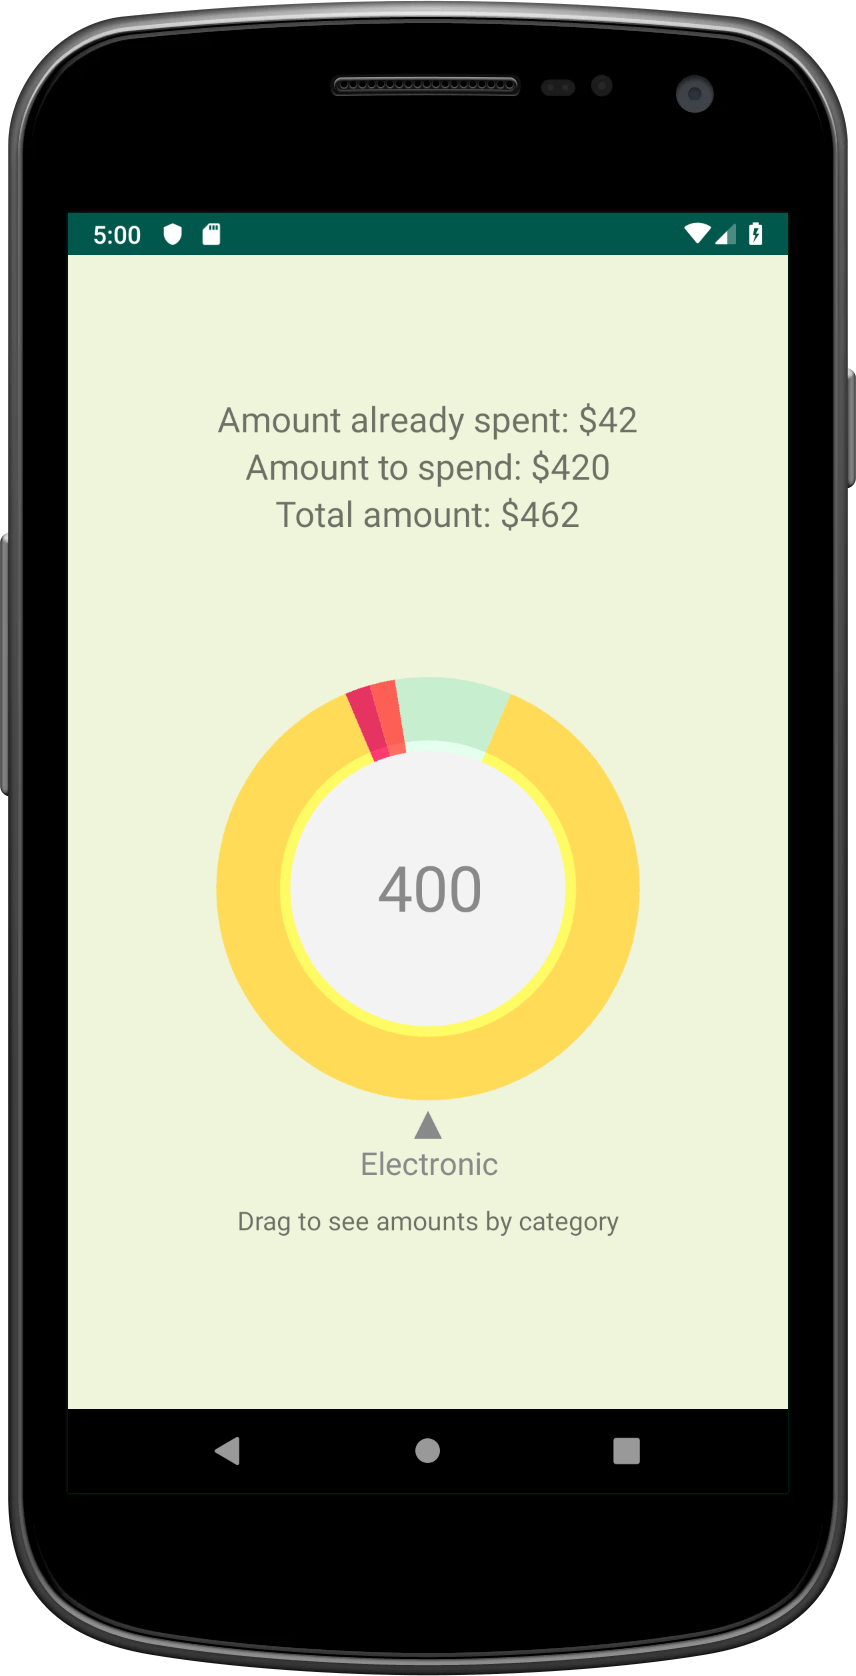 5:00
Amount already spent: $42
Amount to spend: $420
Total amount: $462
400
Electronic
Drag to see amounts by category